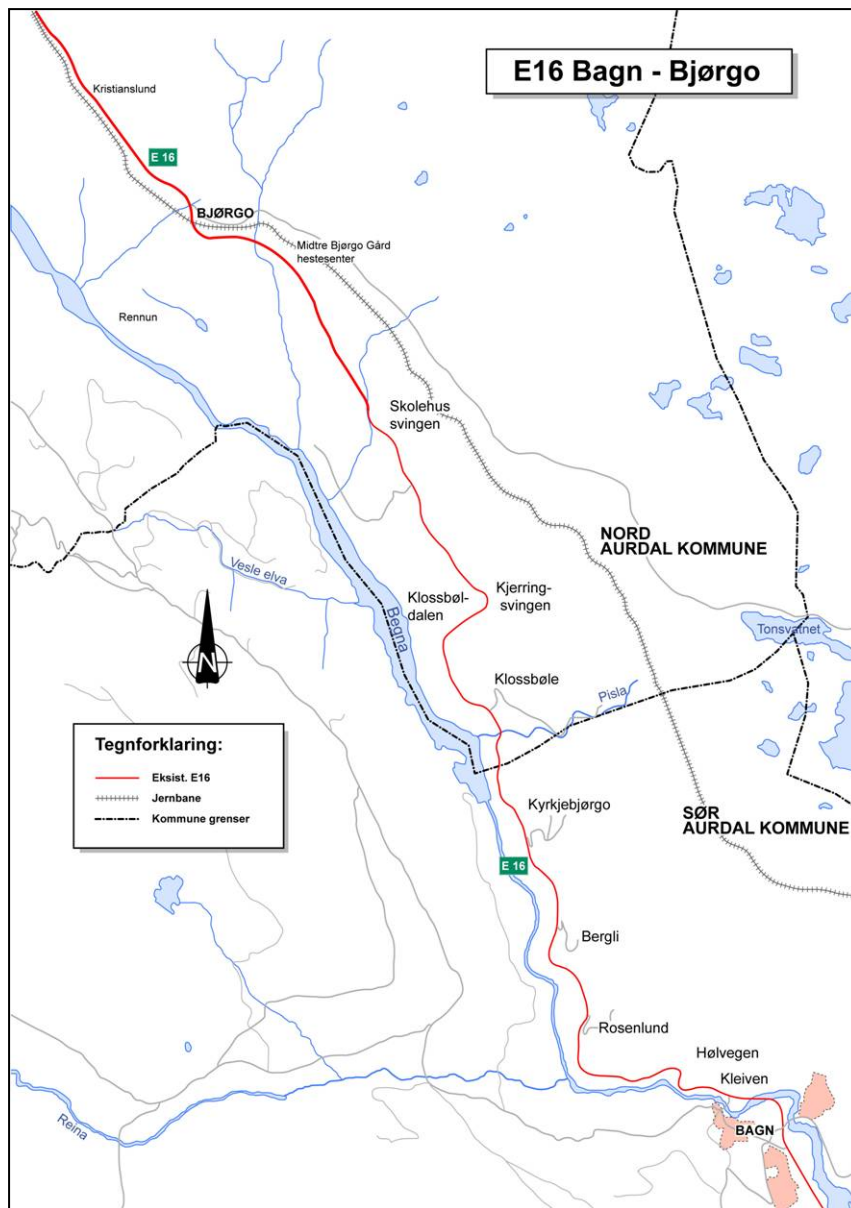 E16 Bagn - Bjørgo
Kristianslund
E 16
BJØRGO
Midtre Bjørgo Gård
hestesenter
Rennun
Skolehus
svingen
NORD
AURDAL KOMMUNE
Vesle elva
Klossbøl-
dalen
Begna
Kjerring-
svingen
Tonsvatnet
N
Klossbøle
Pisla
Tegnforklaring:
Eksist. E16
Jernbane
Kommune grenser
Kyrkjebjørgo
SØR
AURDAL KOMMUNE
E 16
Bergli
Rosenlund
Hølvegen
Kleiven
Reina
BAGN